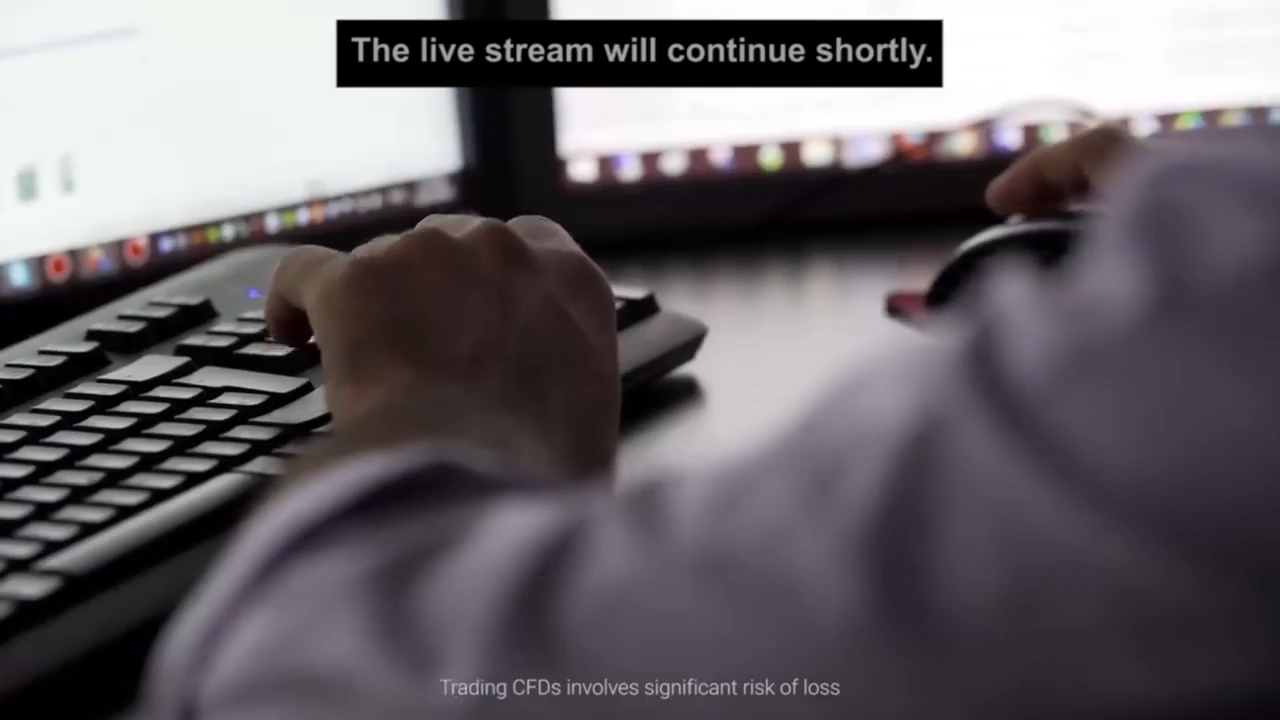 The live stream will continue shortly.
Trading CFDs involves significant risk of loss